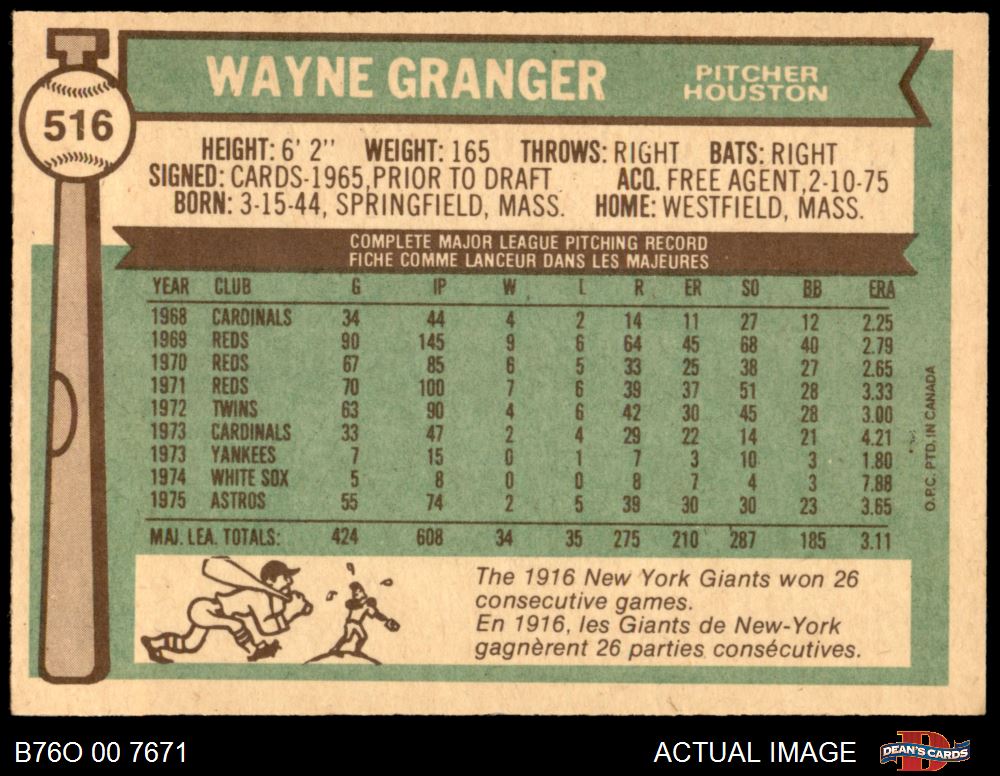 516
WAYNE GRANGER
PITCHER
HOUSTON
HEIGHT: 6' 2" WEIGHT: 165 THROWS: RIGHT BATS: RIGHT
SIGNED: CARDS-1965,PRIOR TO DRAFT ACQ. FREE AGENT,2-10-75
BORN: 3-15-44, SPRINGFIELD, MASS. HOME: WESTFIELD, MASS.
COMPLETE MAJOR LEAGUE PITCHING RECORD
FICHE COMME LANCEUR DANS LES MAJEURES
YEAR CLUB G IP W L R ER SO BB ERA
1968 CARDINALS 34 44 4 2 14 11 27 12 2.25
1969 REDS 90 145 9 6 64 45 68 40 2.79
1970 REDS 67 85 6 5 33 25 38 27 2.65
1971 REDS 70 100 7 6 39 37 51 28 3.33
1972 TWINS 63 90 4 6 42 30 45 28 3.00
1973 CARDINALS 33 47 2 4 29 22 14 21 4.21
1973 YANKEES 7 15 0 1 7 3 10 3 1.80
1974 WHITE SOX 5 8 0 0 8 7 4 3 7.88
1975 ASTROS 55 74 2 5 39 30 30 23 3.65
MAJ. LEA. TOTALS: 424 608 34 35 275 210 287 185 3.11
O.P.C. PTD. IN CANADA
The 1916 New York Giants won 26
consecutive games.
En 1916, les Giants de New-York
gagnèrent 26 parties consécutives.
B76O 00 7671
ACTUAL IMAGE
DEAN'S CARDS